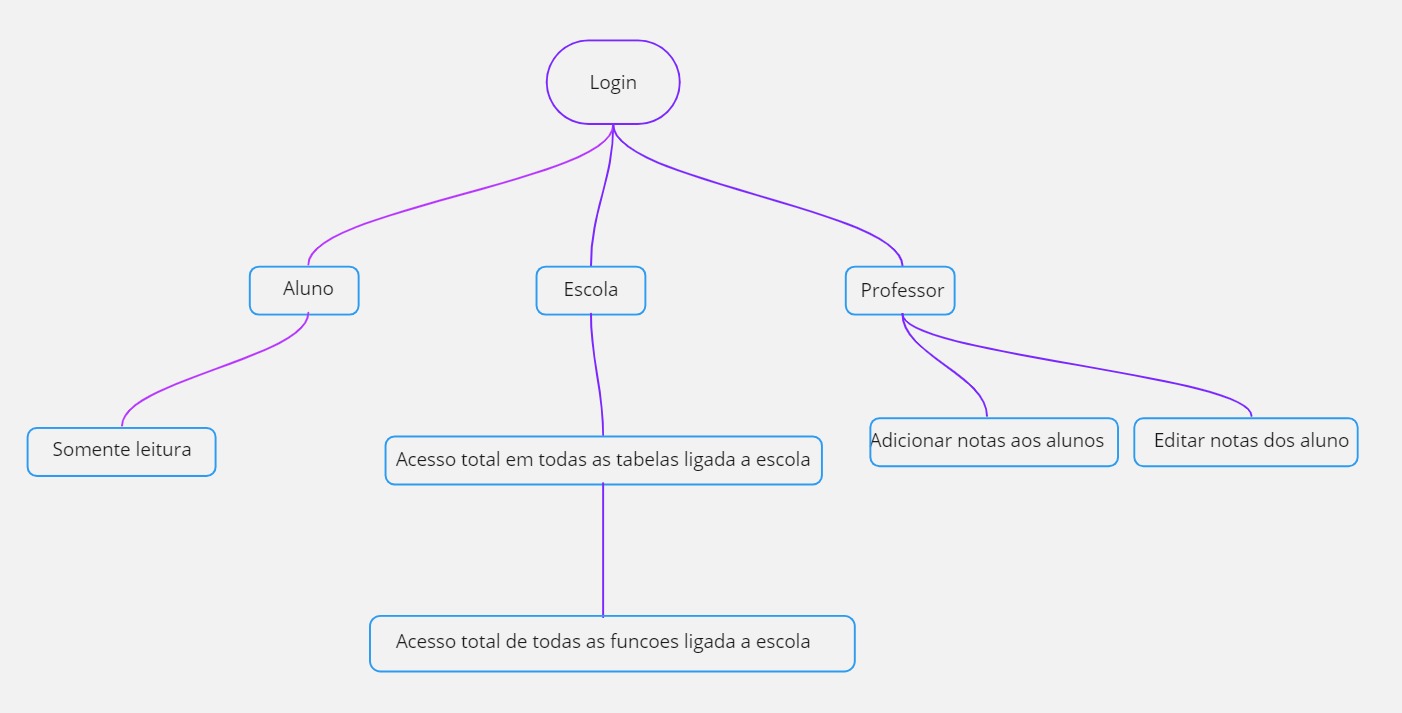 Login
Aluno
Escola
Professor
Somente leitura
Acesso total em todas as tabelas ligada a escola
Adicionar notas aos alunos
Editar notas dos aluno
Acesso total de todas as funcoes ligada a escola